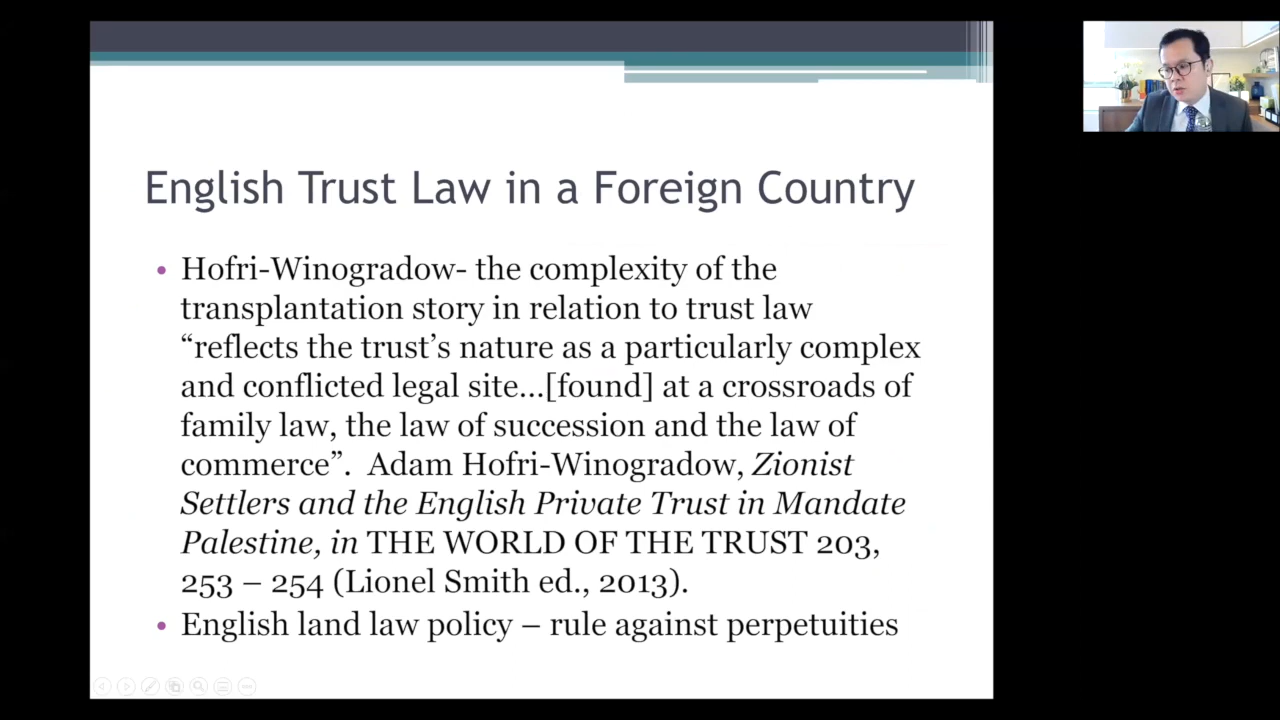 English Trust Law in a Foreign Country
• Hofri-Winogradow- the complexity of the
transplantation story in relation to trust law
“reflects the trust’s nature as a particularly complex
and conflicted legal site…[found] at a crossroads of
family law, the law of succession and the law of
commerce”.  Adam Hofri-Winogradow, Zionist
Settlers and the English Private Trust in Mandate
Palestine, in THE WORLD OF THE TRUST 203,
253 – 254 (Lionel Smith ed., 2013).
• English land law policy – rule against perpetuities